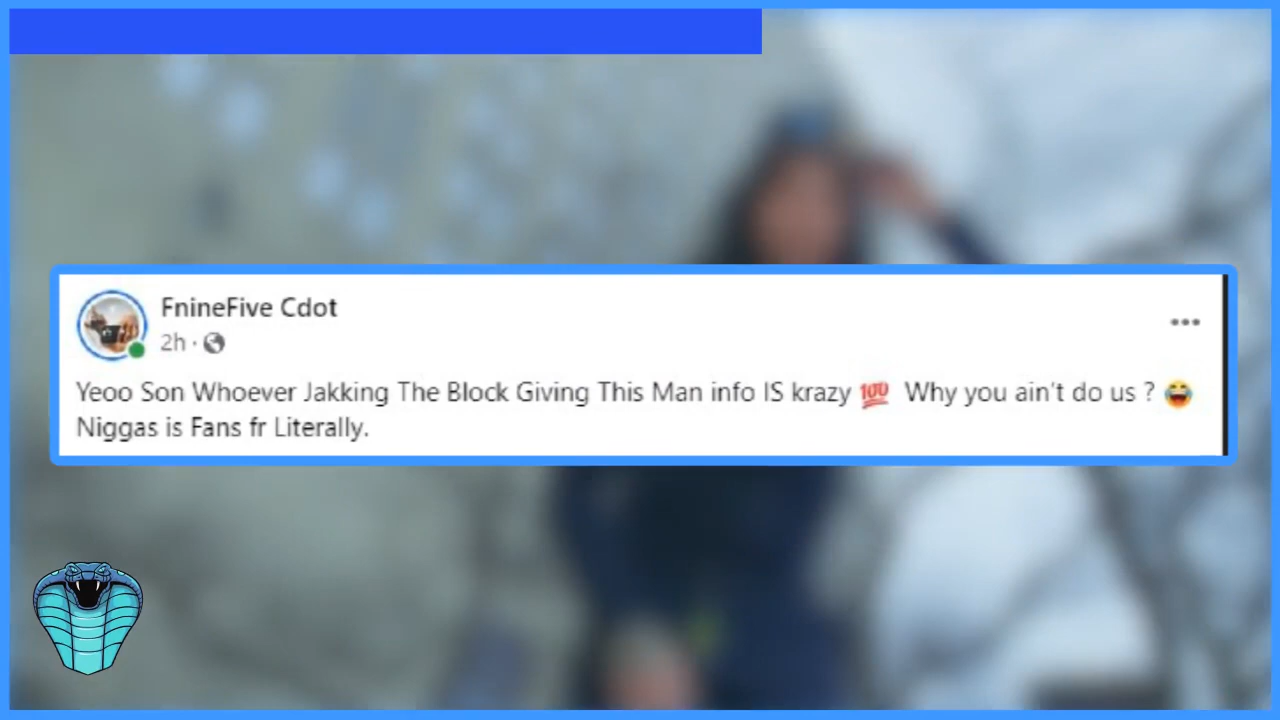 FnineFive Cdot
2h ·
Yeoo Son Whoever Jakking The Block Giving This Man info IS krazy 💯 Why you ain't do us ? 😂
Niggas is Fans fr Literally.